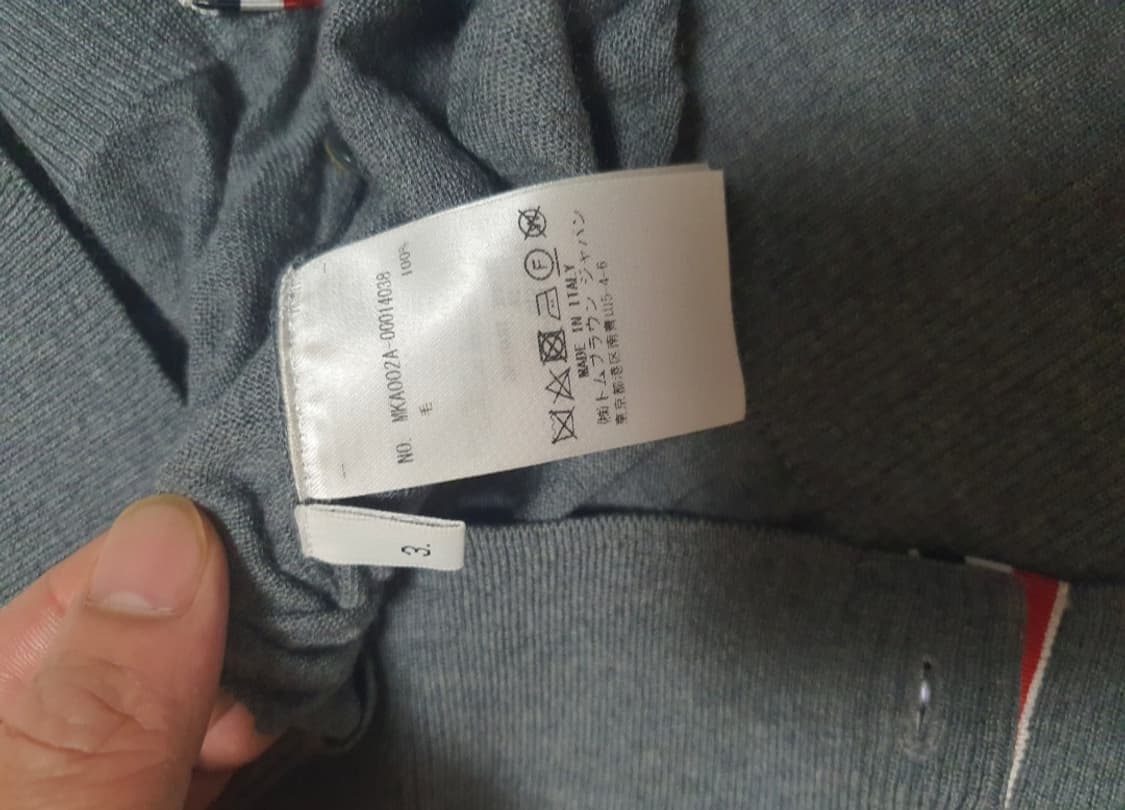 NO. MKA002A-00014038
毛 100%
MADE IN ITALY
㈱トムブラウン ジャパン
東京都港区南青山5-4-6
3.